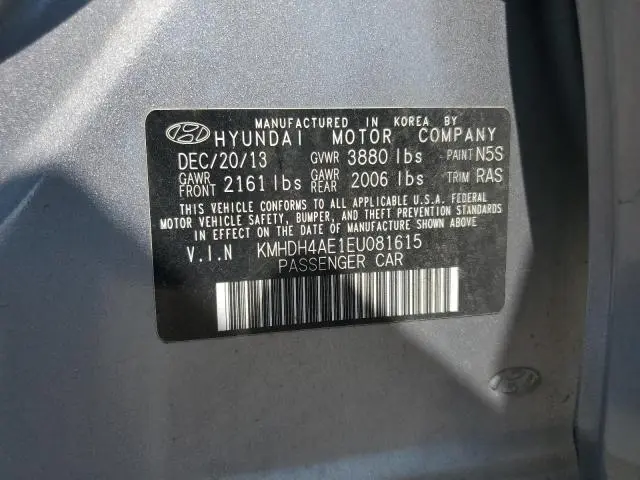 MANUFACTURED IN KOREA BY
HYUNDAI MOTOR COMPANY
DEC/20/13 GVWR 3880 lbs PAINT N5S
GAWR FRONT 2161 lbs GAWR REAR 2006 lbs TRIM RAS
THIS VEHICLE CONFORMS TO ALL APPLICABLE U.S.A. FEDERAL
MOTOR VEHICLE SAFETY, BUMPER, AND THEFT PREVENTION STANDARDS
IN EFFECT ON THE DATE OF MANUFACTURE SHOWN ABOVE
V.I.N KMHDH4AE1EU081615
PASSENGER CAR